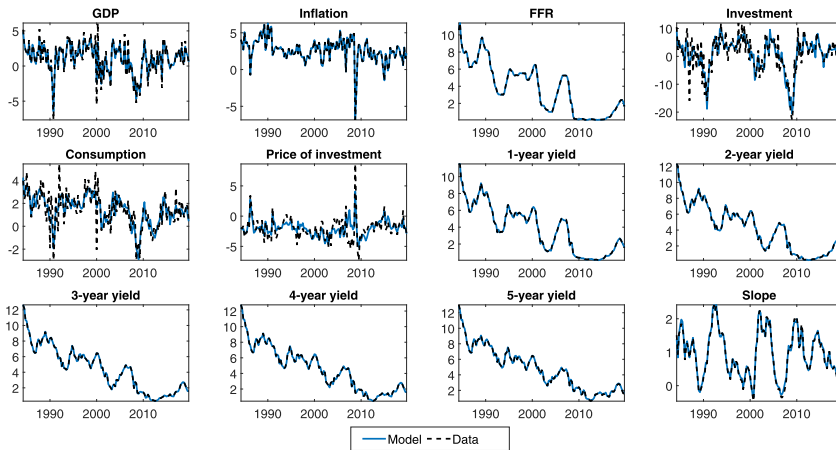 GDP Inflation FFR Investment
5 0 -5
5 0 -5
10 8 6 4 2
10 0 -10 -20
1990 2000 2010 1990 2000 2010 1990 2000 2010 1990 2000 2010
Consumption Price of investment 1-year yield 2-year yield
4 2 0 -2
5 0 -5
10 8 6 4 2
12 10 8 6 4 2
1990 2000 2010 1990 2000 2010 1990 2000 2010 1990 2000 2010
3-year yield 4-year yield 5-year yield Slope
12 10 8 6 4 2
12 10 8 6 4 2
12 10 8 6 4 2
2 1 0
1990 2000 2010 1990 2000 2010 1990 2000 2010 1990 2000 2010
Model Data